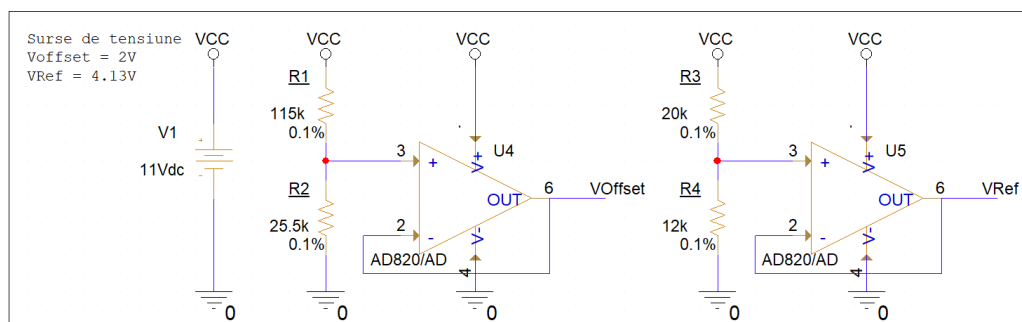 Surse de tensiune
Voffset = 2V
VRef = 4.13V
VCC
VCC
VCC
VCC
VCC
R1
R3
115k
0.1%
20k
0.1%
V1
11Vdc
+
-
3
+
V+
U4
3
+
V+
U5
R2
R4
OUT
6
VOffset
OUT
6
VRef
25.5k
0.1%
2
-
V-
12k
0.1%
2
-
V-
AD820/AD
4
AD820/AD
4
0
0
0
0
0